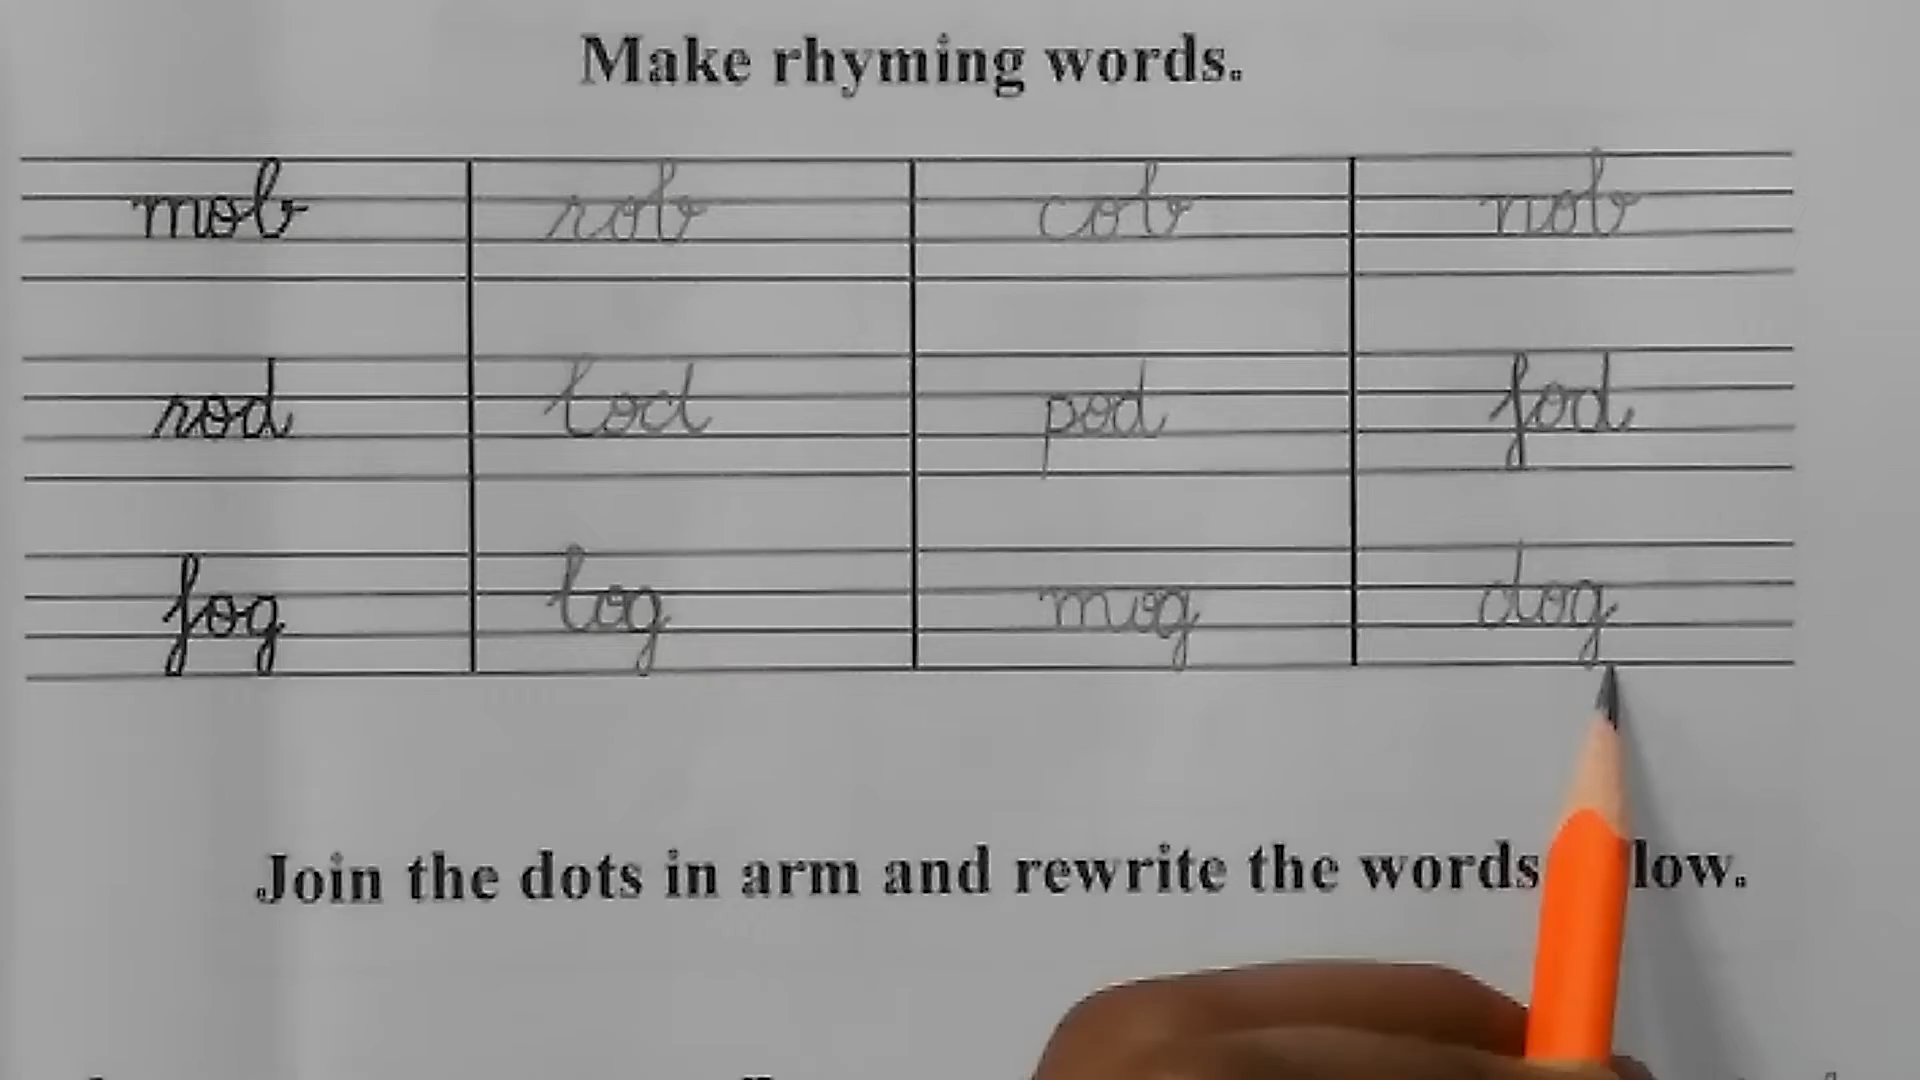 Make rhyming words.
mob rob cob nob
rod tod pod fod
fog tog mog dog
Join the dots in arm and rewrite the words low.